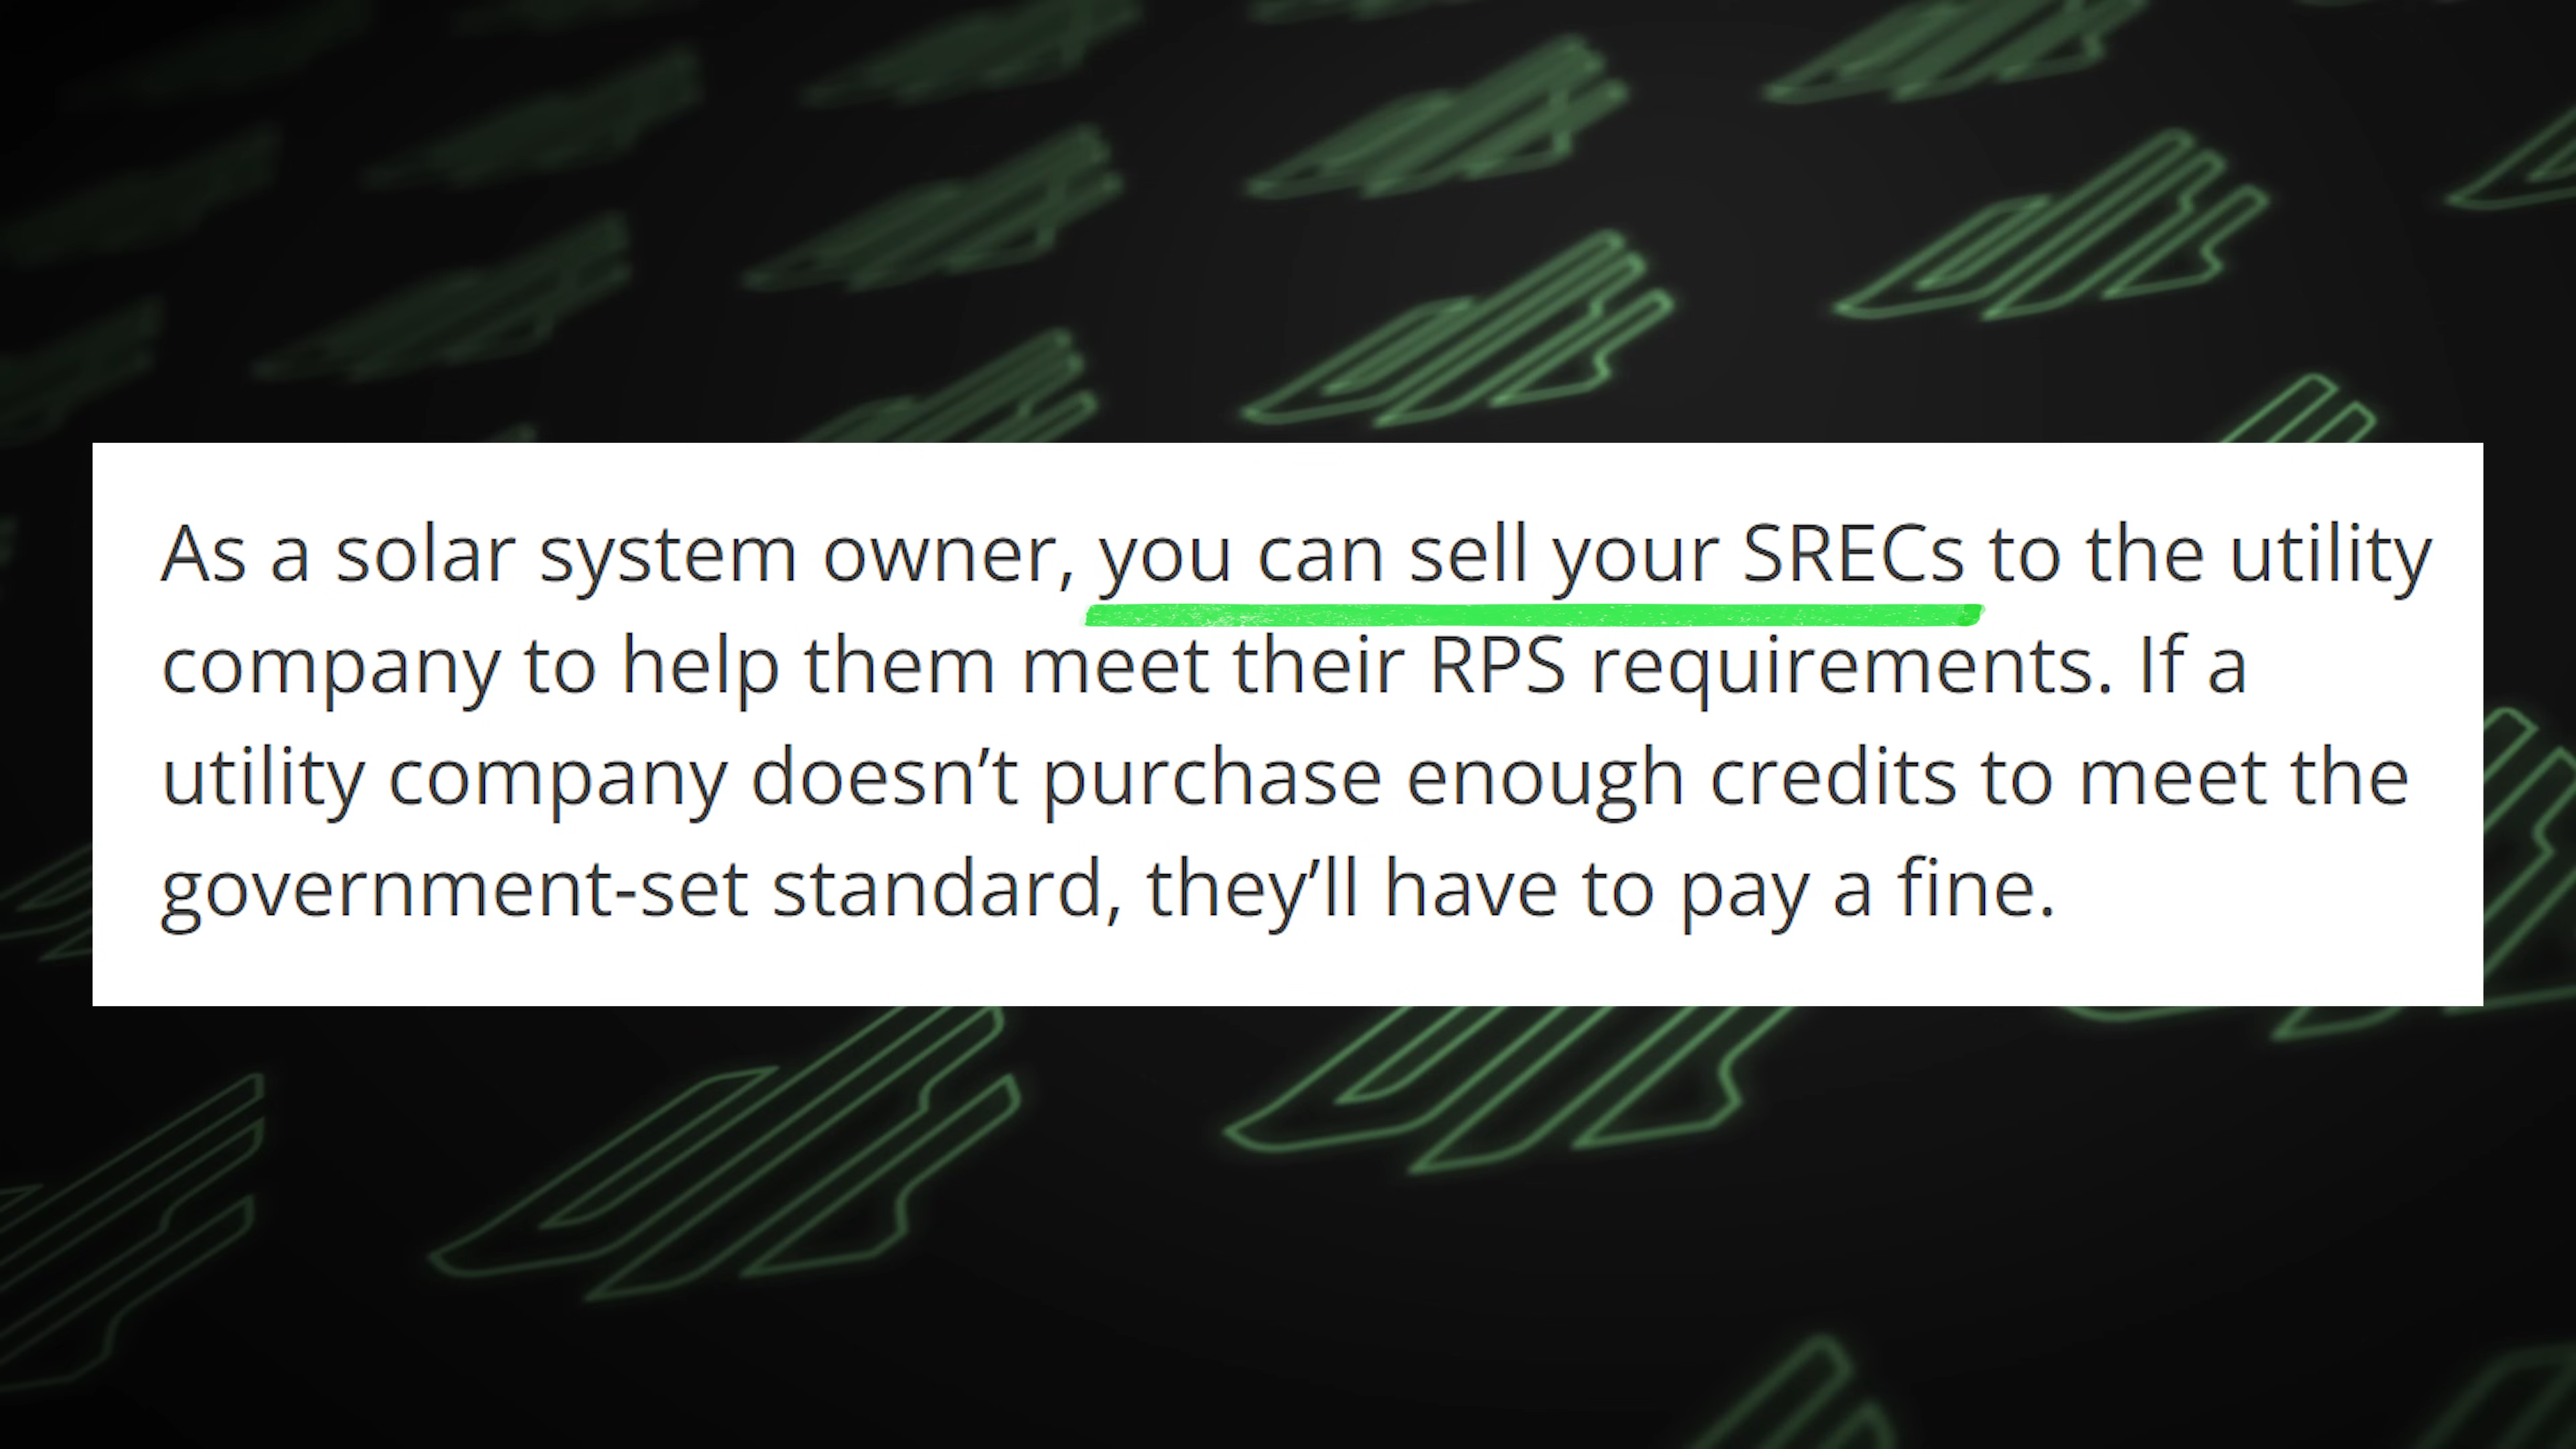 As a solar system owner, you can sell your SRECs to the utility
company to help them meet their RPS requirements. If a
utility company doesn’t purchase enough credits to meet the
government-set standard, they’ll have to pay a fine.